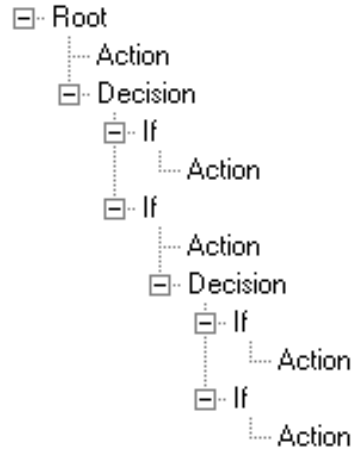 Root
Action
Decision
If
Action
If
Action
Decision
If
Action
If
Action